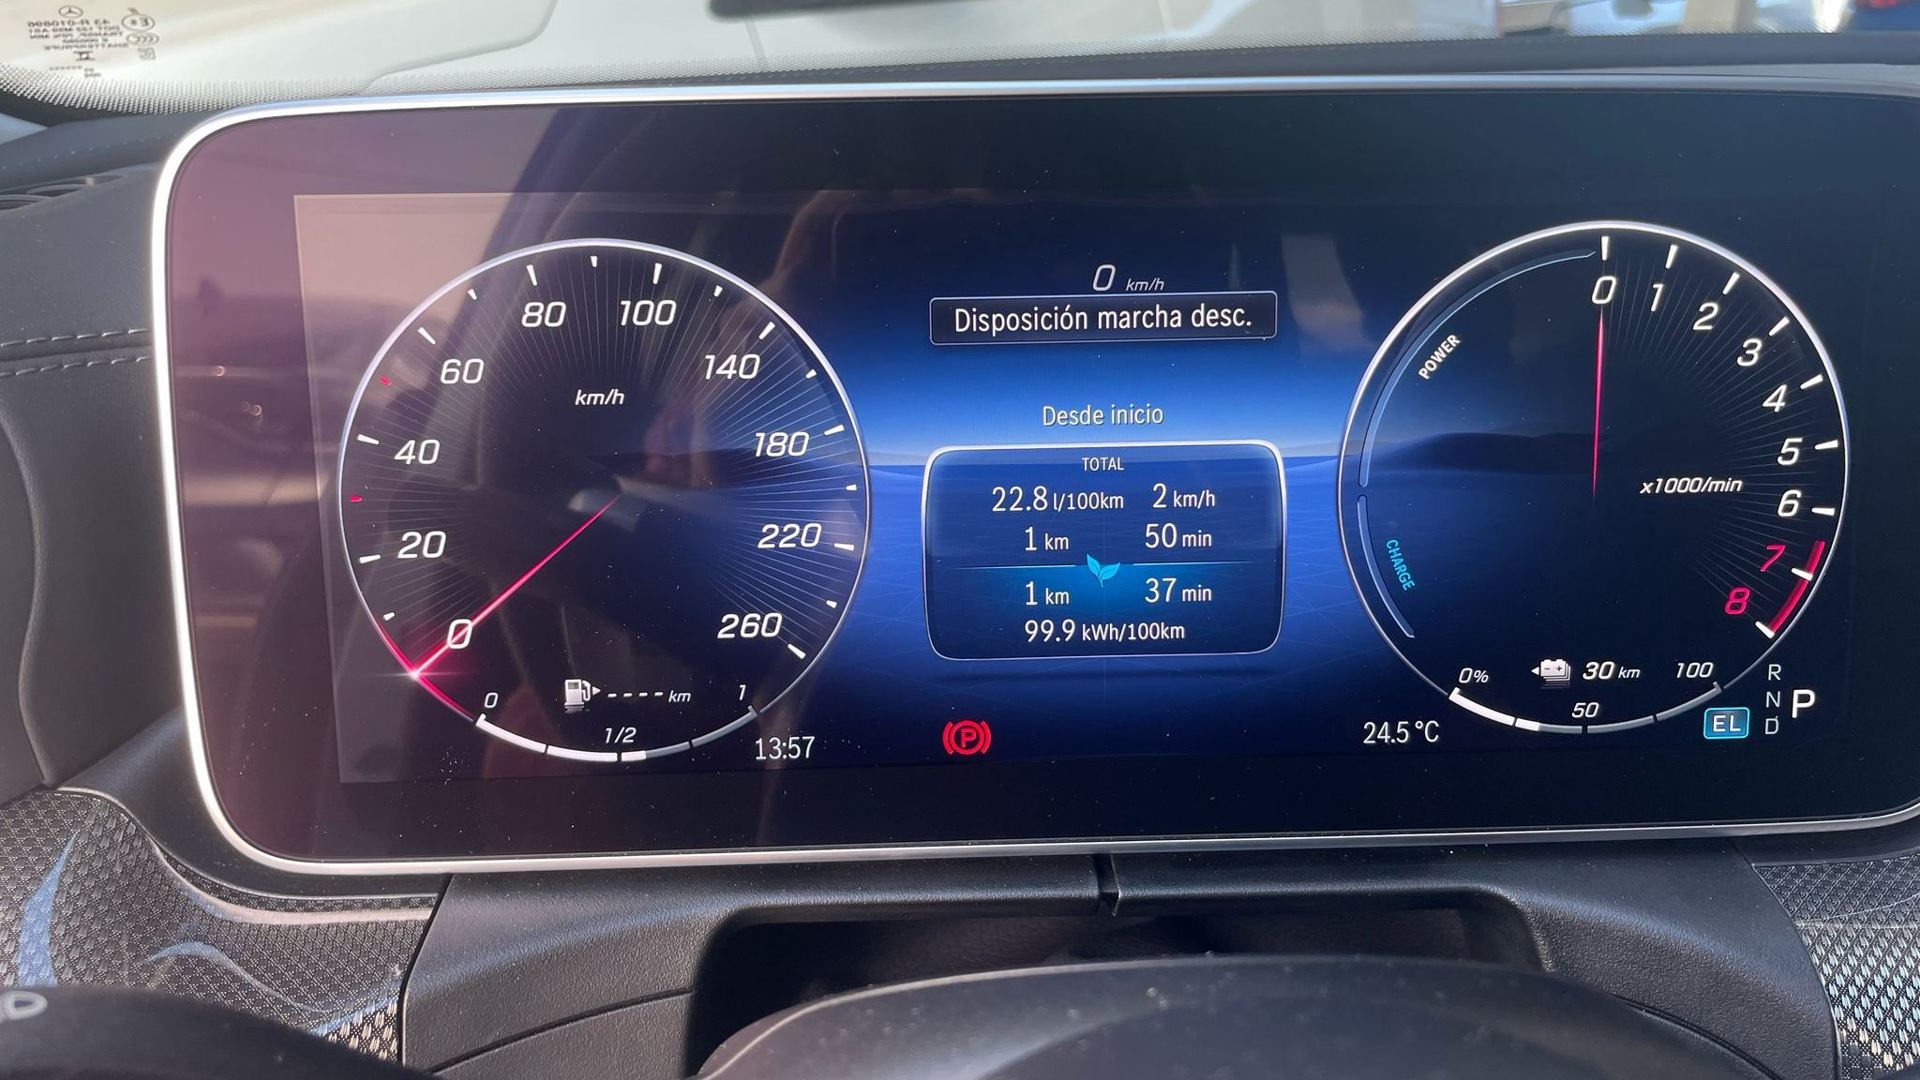 0 km/h
Disposición marcha desc.
Desde inicio
TOTAL
22.8 l/100km 2 km/h
1 km 50 min
1 km 37 min
99.9 kWh/100km
km/h
0
20
40
60
80
100
140
180
220
260
0 1/2 1
---- km
13:57
P
24.5 °C
POWER
CHARGE
0
1
2
3
4
5
6
7
8
x1000/min
0% 50 100
30 km
EL
R
N
D
P